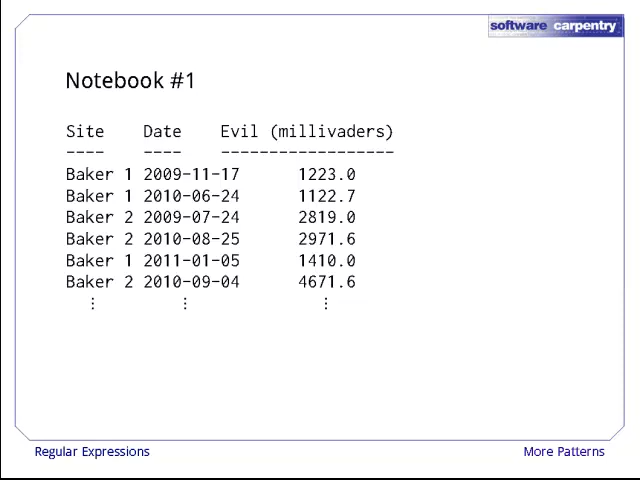 software carpentry
Notebook #1
Site    Date    Evil (millivaders)
----    ----    ------------------
Baker 1 2009-11-17      1223.0
Baker 1 2010-06-24      1122.7
Baker 2 2009-07-24      2819.0
Baker 2 2010-08-25      2971.6
Baker 1 2011-01-05      1410.0
Baker 2 2010-09-04      4671.6
⋮ ⋮ ⋮
Regular Expressions
More Patterns